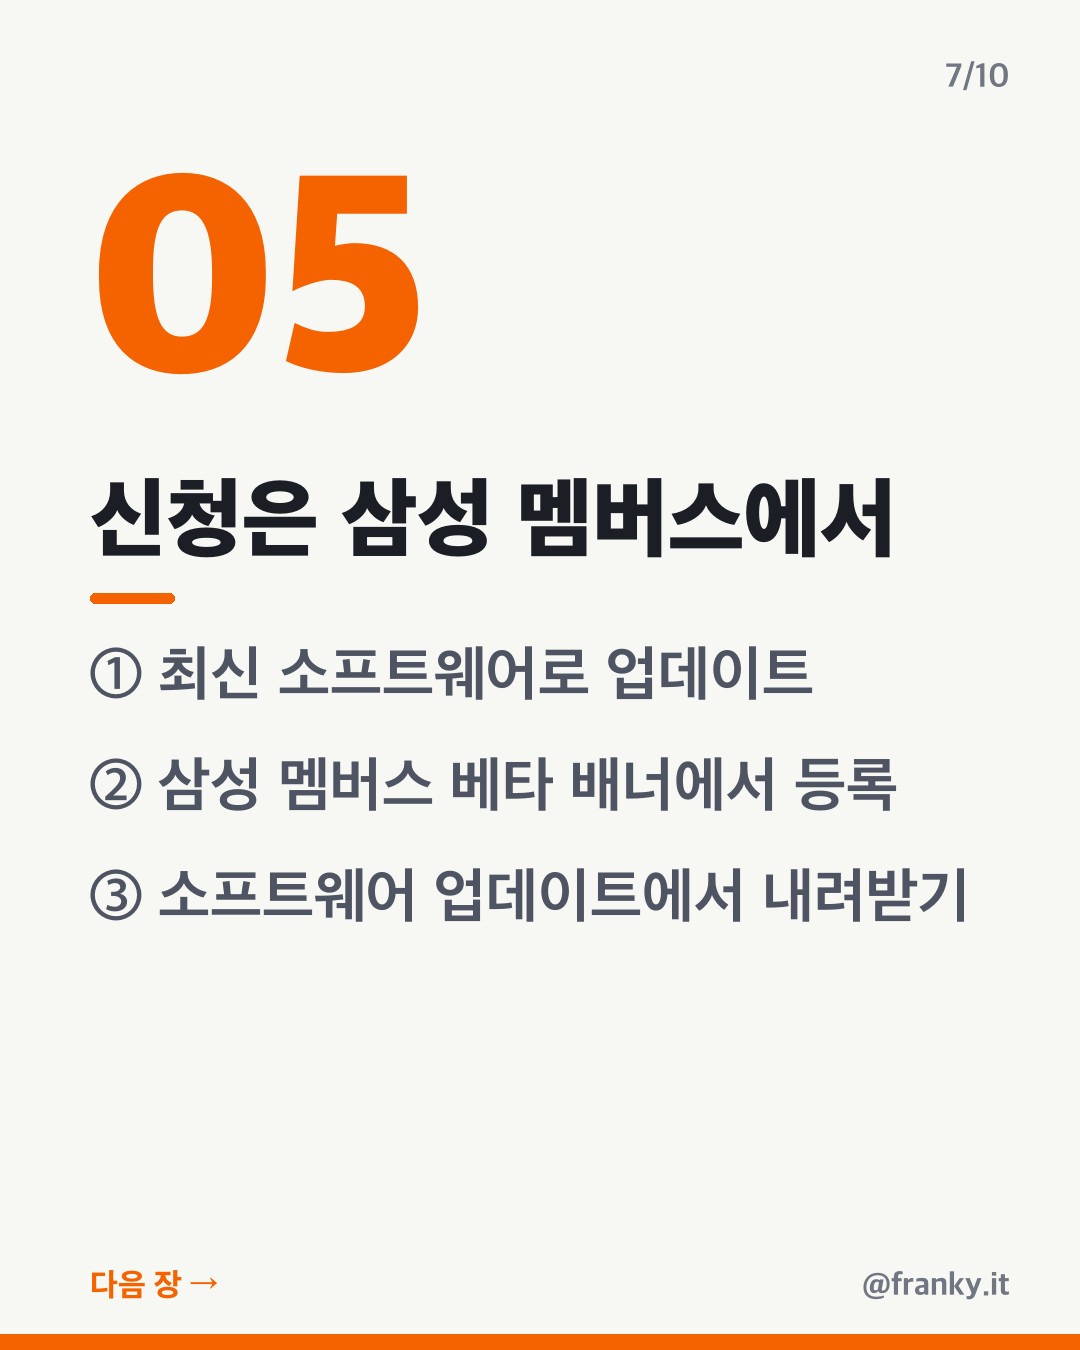 7/10
05
신청은 삼성 멤버스에서
① 최신 소프트웨어로 업데이트
② 삼성 멤버스 베타 배너에서 등록
③ 소프트웨어 업데이트에서 내려받기
다음 장 →
@franky.it